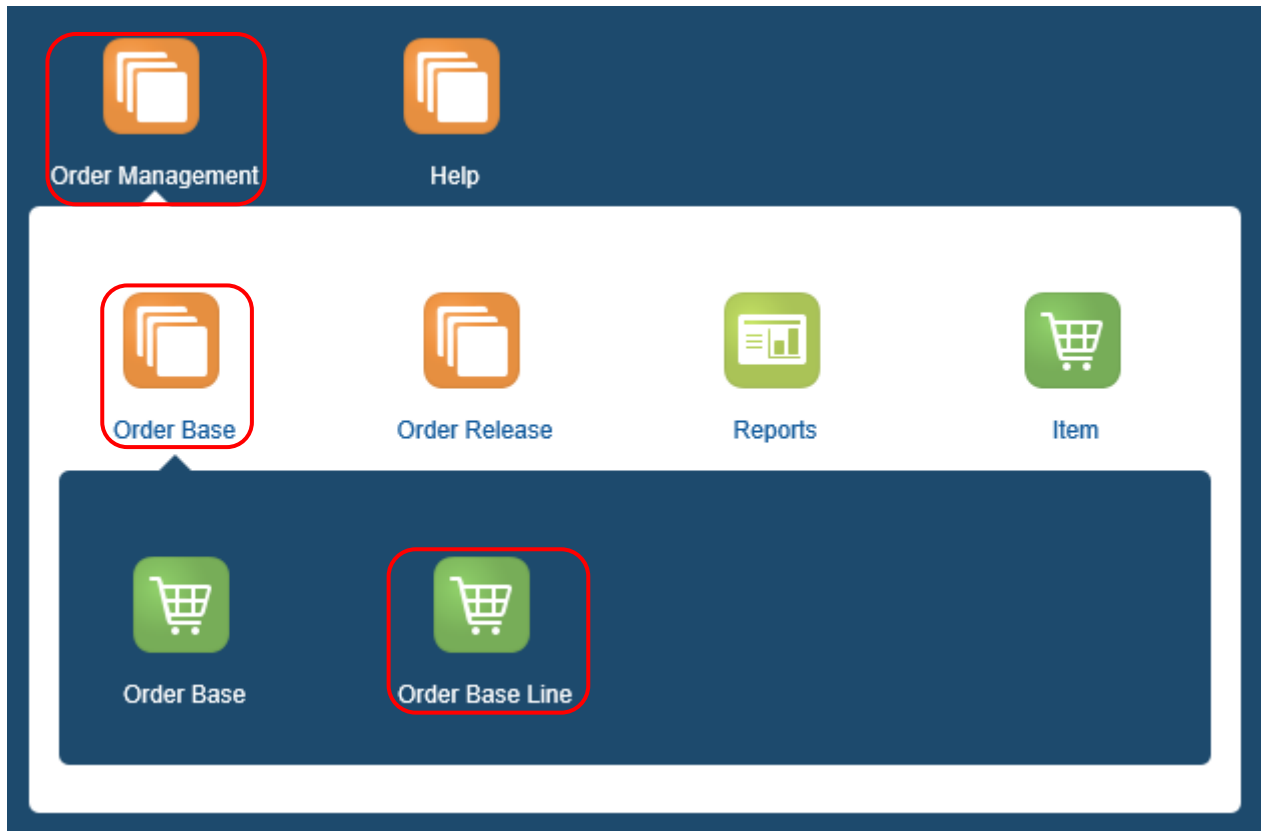 Order Management
Help
Order Base
Order Release
Reports
Item
Order Base
Order Base Line